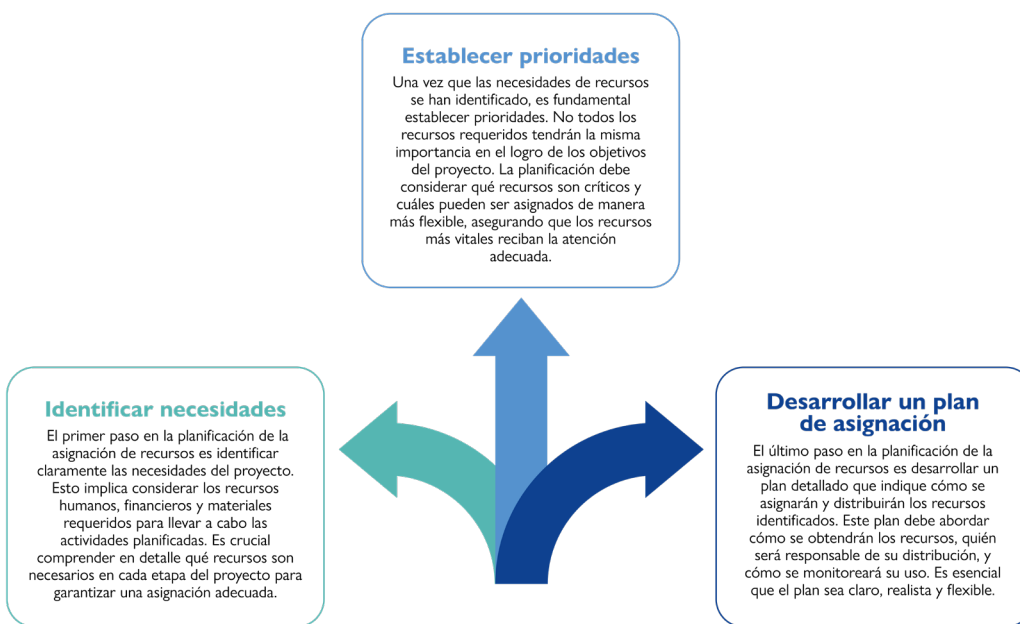 Establecer prioridades
Una vez que las necesidades de recursos
se han identificado, es fundamental
establecer prioridades. No todos los
recursos requeridos tendrán la misma
importancia en el logro de los objetivos
del proyecto. La planificación debe
considerar qué recursos son críticos y
cuáles pueden ser asignados de manera
más flexible, asegurando que los recursos
más vitales reciban la atención
adecuada.
Identificar necesidades
El primer paso en la planificación de la
asignación de recursos es identificar
claramente las necesidades del proyecto.
Esto implica considerar los recursos
humanos, financieros y materiales
requeridos para llevar a cabo las
actividades planificadas. Es crucial
comprender en detalle qué recursos son
necesarios en cada etapa del proyecto para
garantizar una asignación adecuada.
Desarrollar un plan
de asignación
El último paso en la planificación de la
asignación de recursos es desarrollar un
plan detallado que indique cómo se
asignarán y distribuirán los recursos
identificados. Este plan debe abordar
cómo se obtendrán los recursos, quién
será responsable de su distribución, y
cómo se monitoreará su uso. Es esencial
que el plan sea claro, realista y flexible.